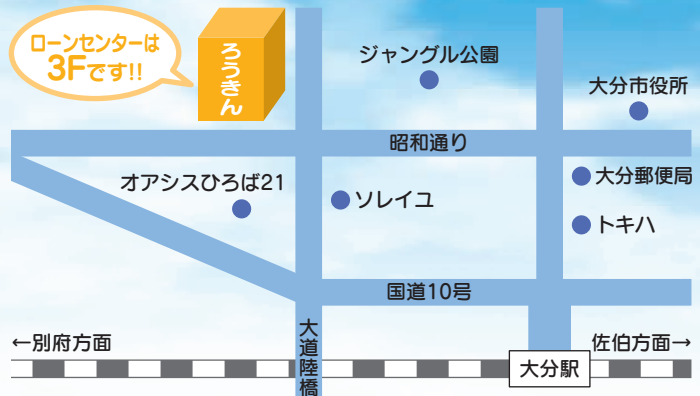 ローンセンターは
3Fです!!
ろうきん
ジャングル公園
大分市役所
昭和通り
オアシスひろば21
ソレイユ
大分郵便局
トキハ
国道10号
←別府方面
大道陸橋
佐伯方面→
大分駅